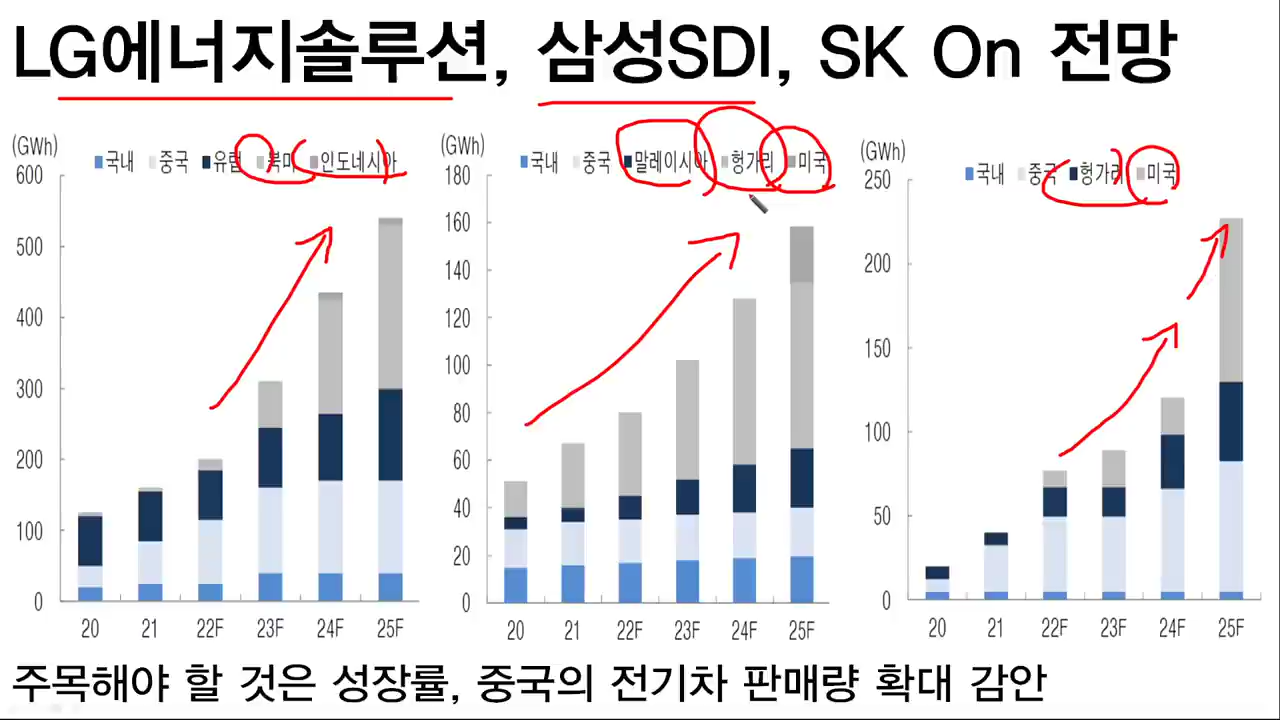 LG에너지솔루션, 삼성SDI, SK On 전망
(GWh) 국내 중국 유럽 북미 인도네시아
600
500
400
300
200
100
0
20 21 22F 23F 24F 25F
(GWh) 국내 중국 말레이시아 헝가리 미국
180
160
140
120
100
80
60
40
20
0
20 21 22F 23F 24F 25F
(GWh) 국내 중국 헝가리 미국
250
200
150
100
50
0
20 21 22F 23F 24F 25F
주목해야 할 것은 성장률, 중국의 전기차 판매량 확대 감안